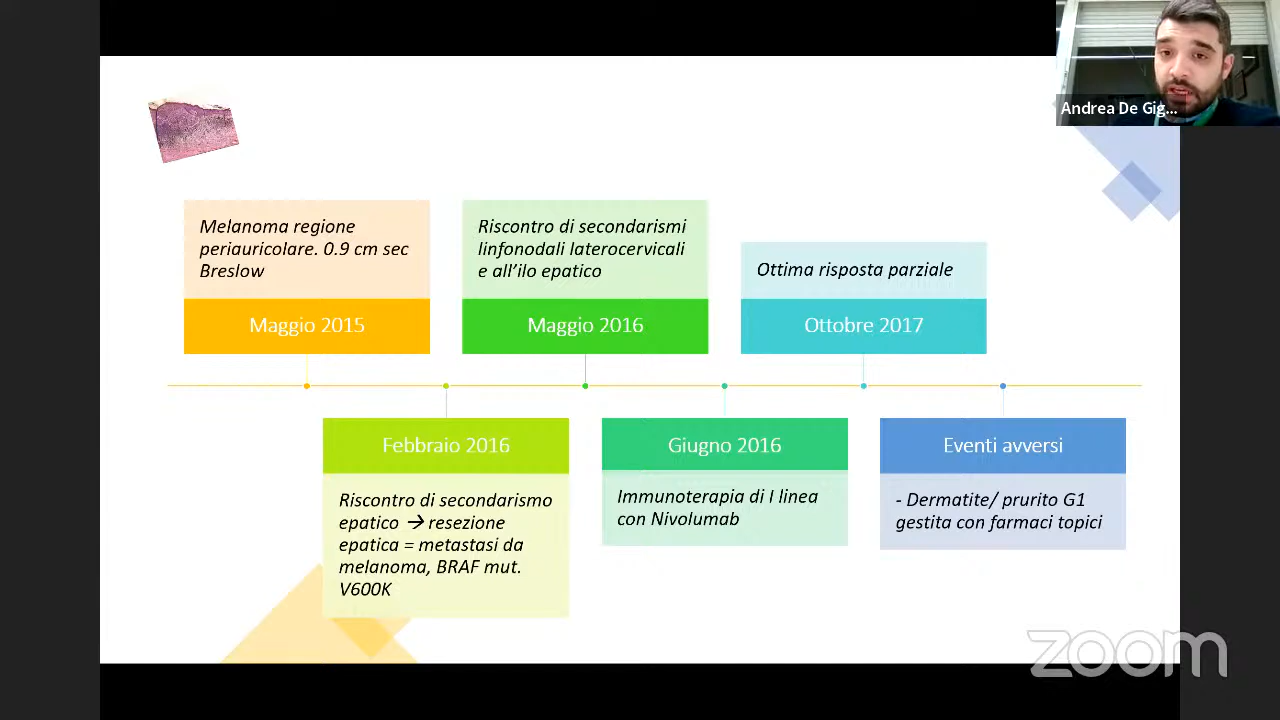 Andrea De Gig...
Melanoma regione
periauricolare. 0.9 cm sec
Breslow
Maggio 2015
Riscontro di secondarismi
linfonodali laterocervicali
e all'ilo epatico
Maggio 2016
Ottima risposta parziale
Ottobre 2017
Febbraio 2016
Riscontro di secondarismo
epatico → resezione
epatica = metastasi da
melanoma, BRAF mut.
V600K
Giugno 2016
Immunoterapia di I linea
con Nivolumab
Eventi avversi
- Dermatite/ prurito G1
gestita con farmaci topici
zoom